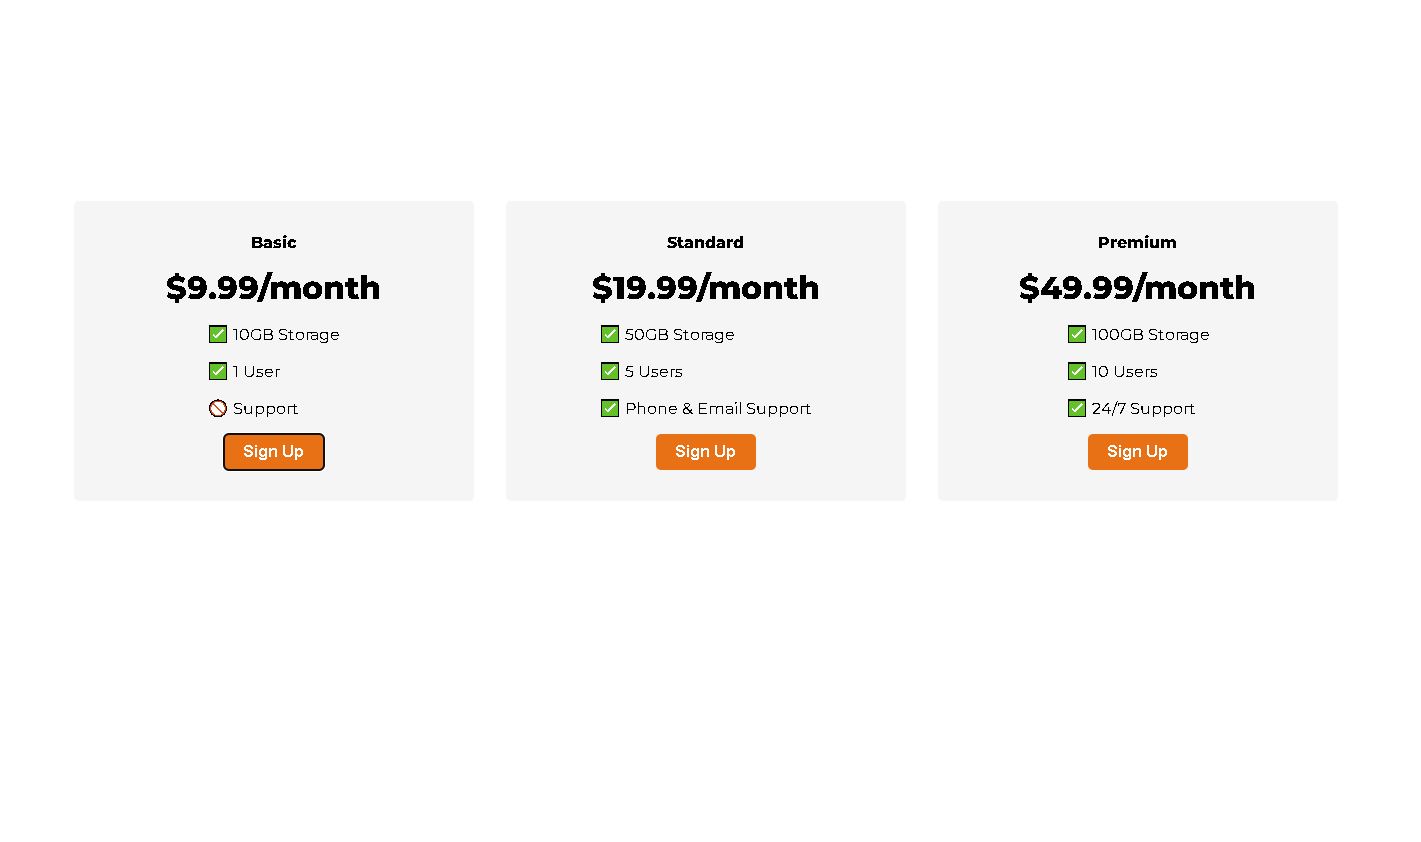 Basic
$9.99/month
10GB Storage
1 User
Support
Sign Up
Standard
$19.99/month
50GB Storage
5 Users
Phone & Email Support
Sign Up
Premium
$49.99/month
100GB Storage
10 Users
24/7 Support
Sign Up